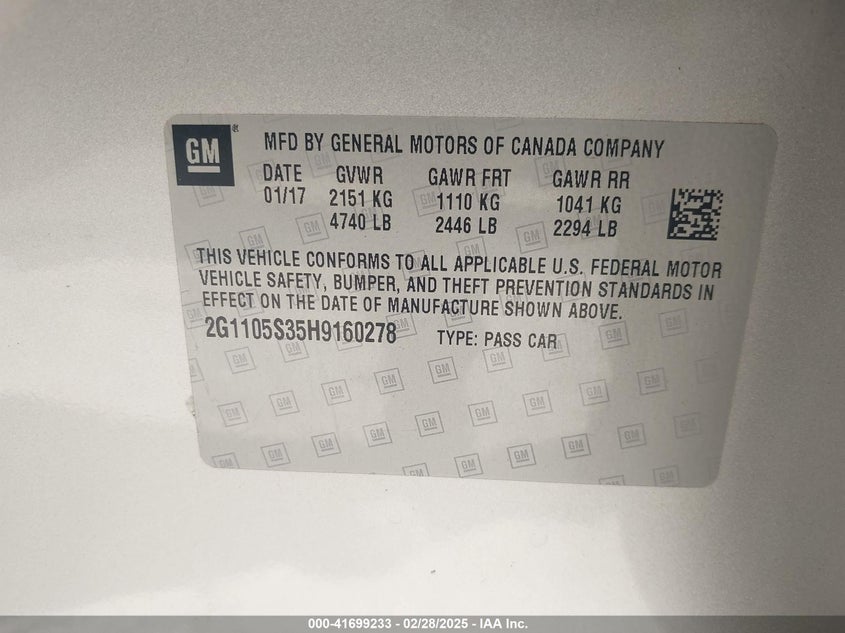 GM
MFD BY GENERAL MOTORS OF CANADA COMPANY
DATE GVWR GAWR FRT GAWR RR
01/17 2151 KG 1110 KG 1041 KG
4740 LB 2446 LB 2294 LB
THIS VEHICLE CONFORMS TO ALL APPLICABLE U.S. FEDERAL MOTOR
VEHICLE SAFETY, BUMPER, AND THEFT PREVENTION STANDARDS IN
EFFECT ON THE DATE OF MANUFACTURE SHOWN ABOVE.
2G1105S35H9160278 TYPE: PASS CAR
000-41699233 / 02/28/2025 - IAA Inc.